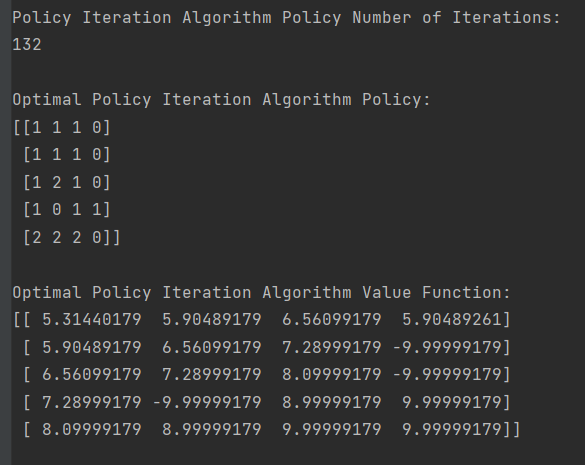 Policy Iteration Algorithm Policy Number of Iterations:
132
Optimal Policy Iteration Algorithm Policy:
[[1 1 1 0]
[1 1 1 0]
[1 2 1 0]
[1 0 1 1]
[2 2 2 0]]
Optimal Policy Iteration Algorithm Value Function:
[[ 5.31440179  5.90489179  6.56099179  5.90489261]
[ 5.90489179  6.56099179  7.28999179 -9.99999179]
[ 6.56099179  7.28999179  8.09999179 -9.99999179]
[ 7.28999179 -9.99999179  8.99999179  9.99999179]
[ 8.09999179  8.99999179  9.99999179  9.99999179]]